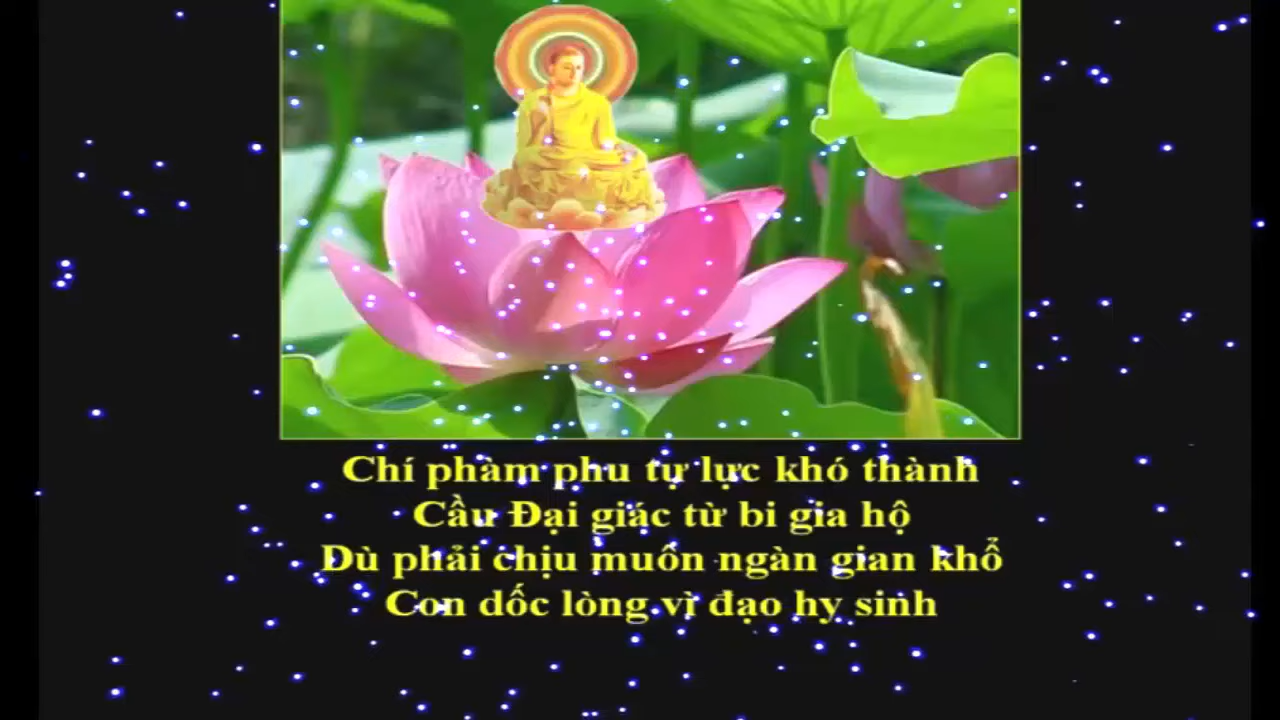 Chí phàm phu tự lực khó thành
Cầu Đại giác từ bi gia hộ
Dù phải chịu muôn ngàn gian khổ
Con dốc lòng vì đạo hy sinh